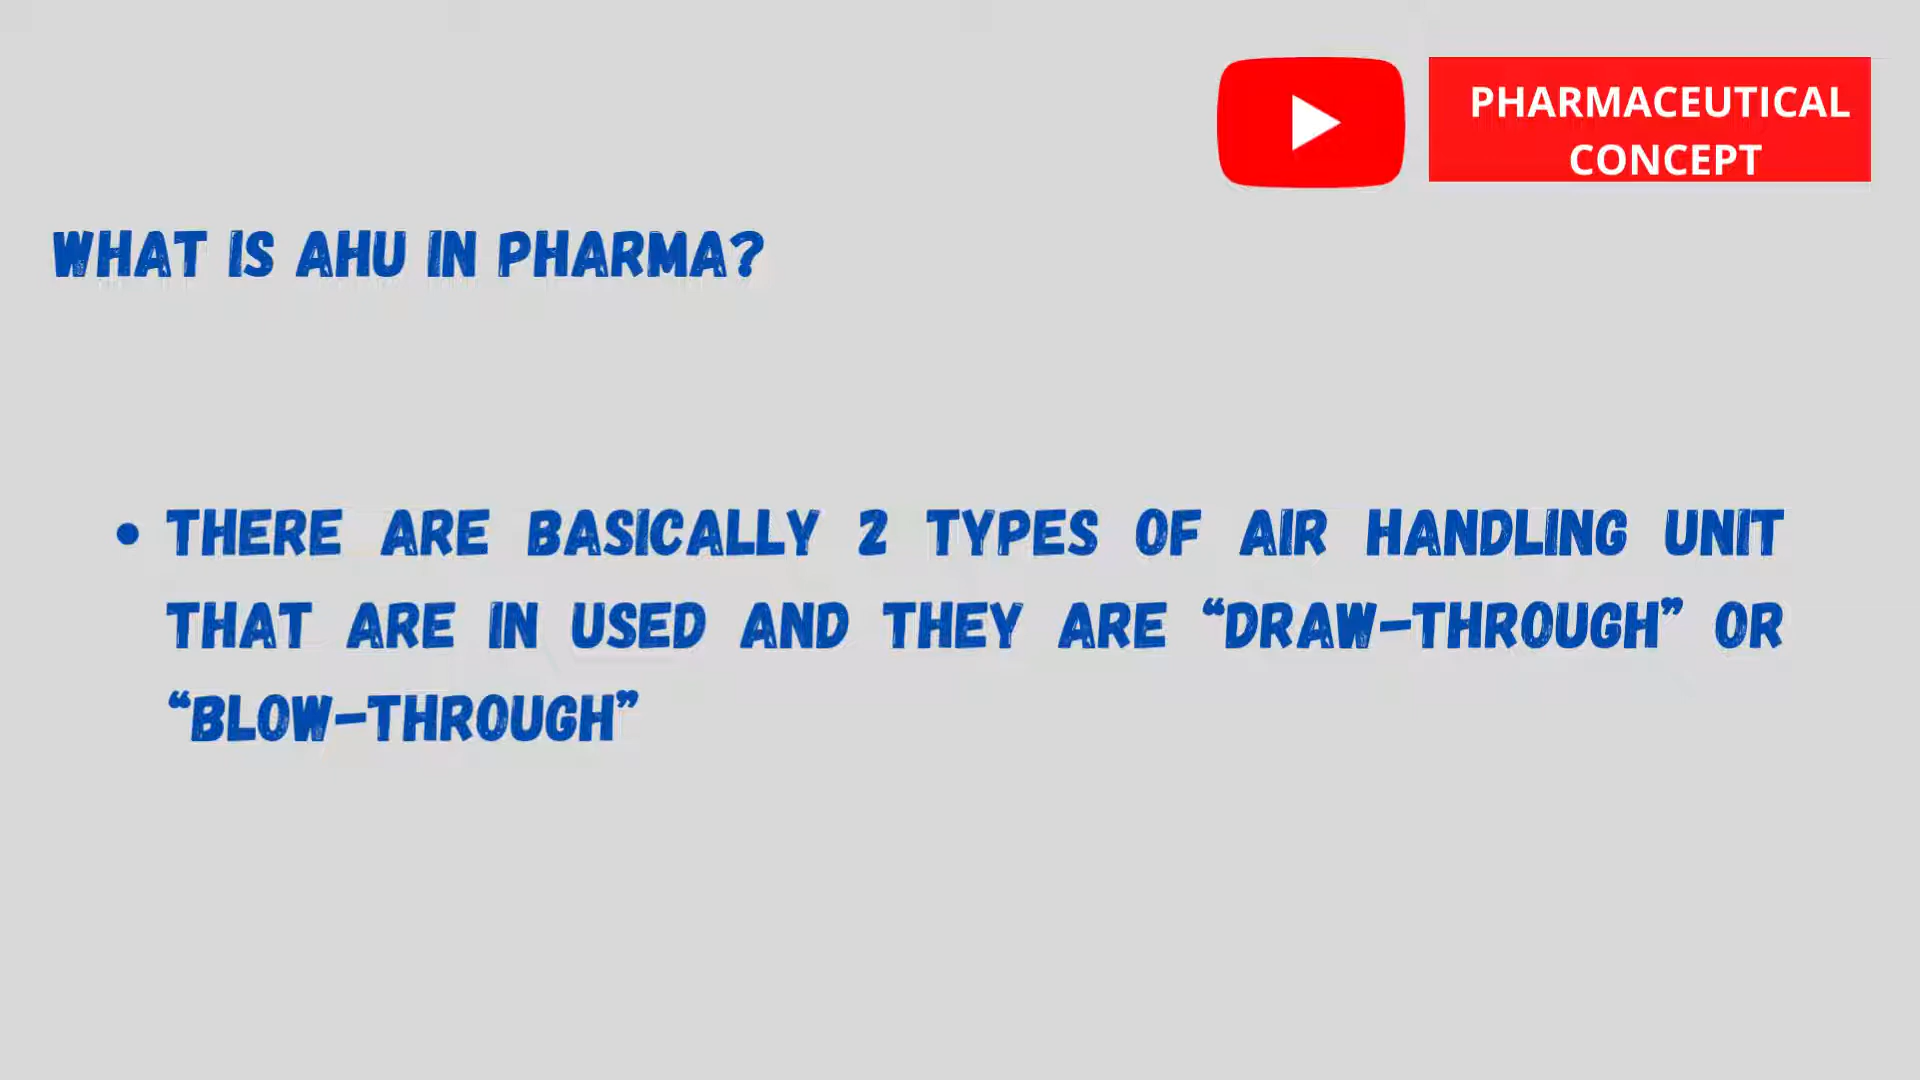 PHARMACEUTICAL
CONCEPT
WHAT IS AHU IN PHARMA?
• THERE ARE BASICALLY 2 TYPES OF AIR HANDLING UNIT
THAT ARE IN USED AND THEY ARE “DRAW-THROUGH” OR
“BLOW-THROUGH”